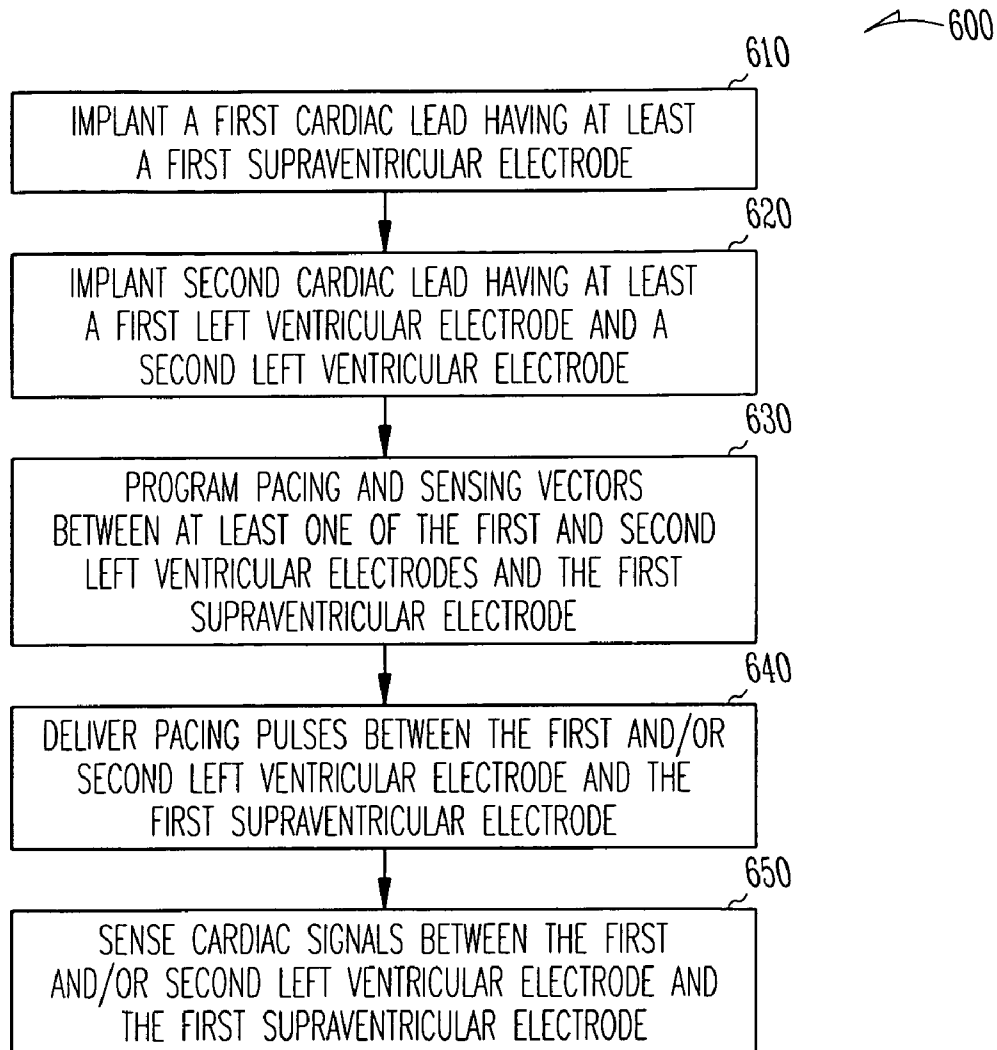 600
610
IMPLANT A FIRST CARDIAC LEAD HAVING AT LEAST
A FIRST SUPRAVENTRICULAR ELECTRODE
620
IMPLANT SECOND CARDIAC LEAD HAVING AT LEAST
A FIRST LEFT VENTRICULAR ELECTRODE AND A
SECOND LEFT VENTRICULAR ELECTRODE
630
PROGRAM PACING AND SENSING VECTORS
BETWEEN AT LEAST ONE OF THE FIRST AND SECOND
LEFT VENTRICULAR ELECTRODES AND THE FIRST
SUPRAVENTRICULAR ELECTRODE
640
DELIVER PACING PULSES BETWEEN THE FIRST AND/OR
SECOND LEFT VENTRICULAR ELECTRODE AND THE
FIRST SUPRAVENTRICULAR ELECTRODE
650
SENSE CARDIAC SIGNALS BETWEEN THE FIRST
AND/OR SECOND LEFT VENTRICULAR ELECTRODE AND
THE FIRST SUPRAVENTRICULAR ELECTRODE